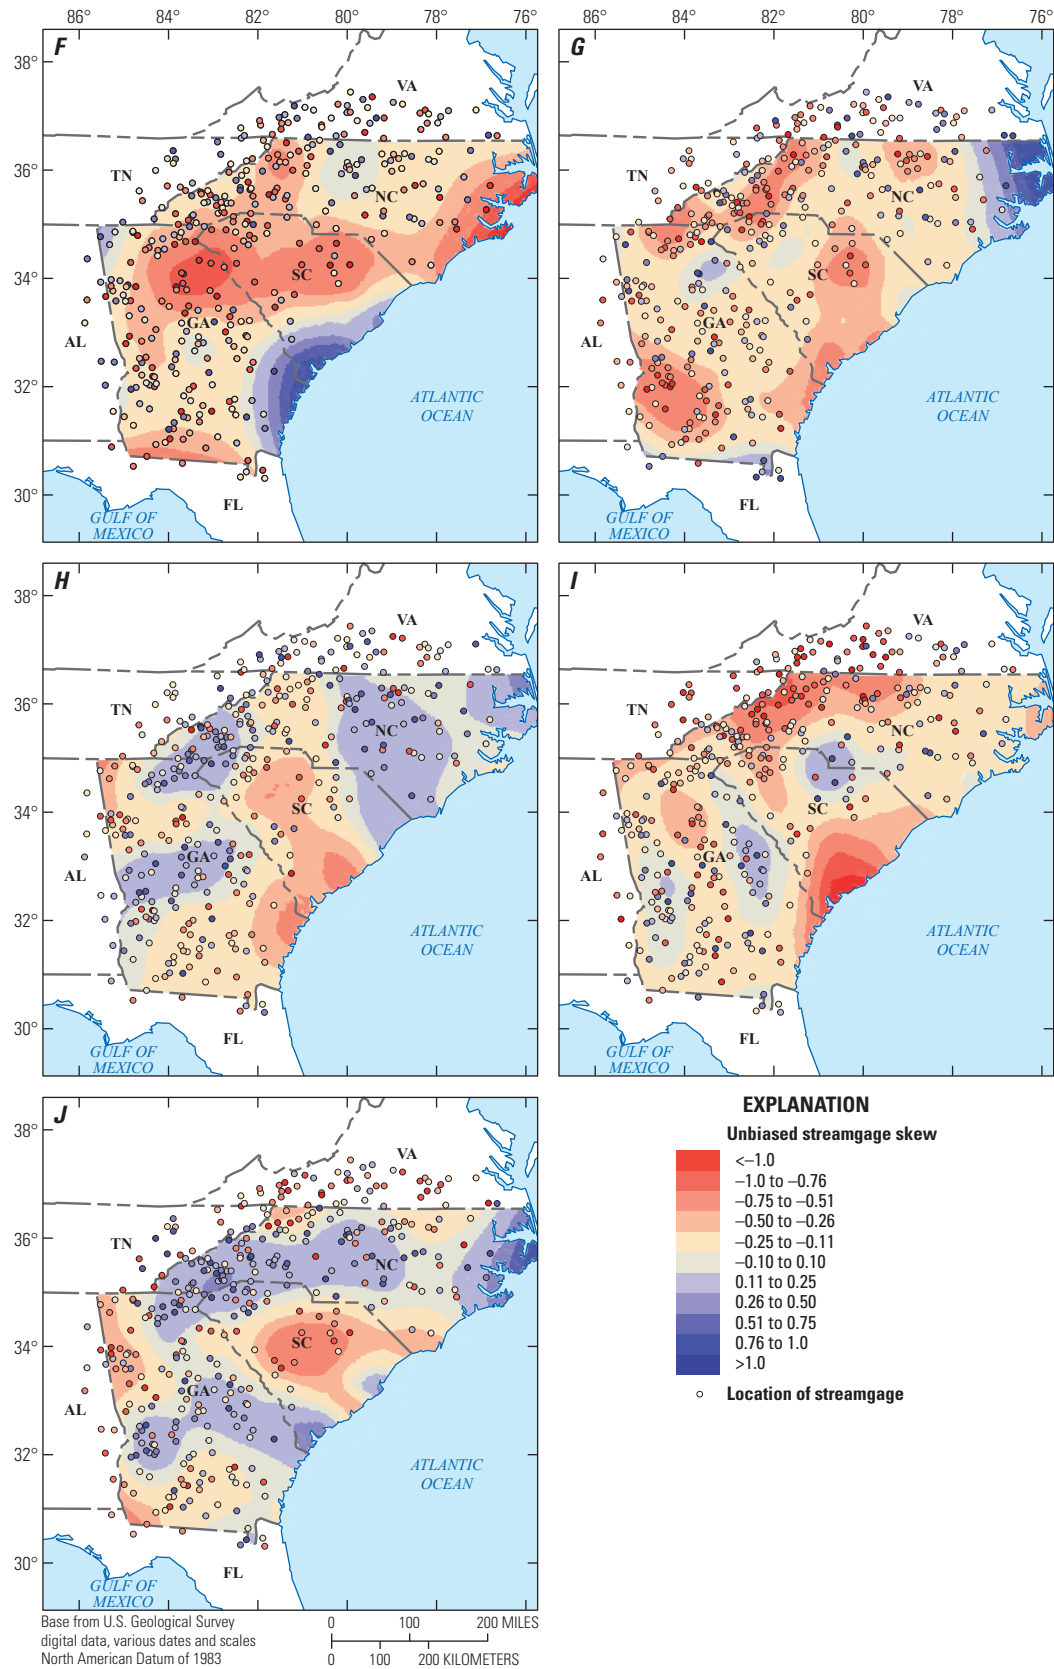 86° 84° 82° 80° 78° 76° 86° 84° 82° 80° 78° 76°
F
38°
VA
36°
TN
NC
34°
SC
GA
AL
32°
ATLANTIC
OCEAN
30°
FL
GULF OF
MEXICO
G
VA
TN
NC
SC
GA
AL
ATLANTIC
OCEAN
FL
GULF OF
MEXICO
H
38°
VA
36°
TN
NC
34°
SC
GA
AL
32°
ATLANTIC
OCEAN
30°
FL
GULF OF
MEXICO
I
VA
TN
NC
SC
GA
AL
ATLANTIC
OCEAN
FL
GULF OF
MEXICO
J
38°
VA
36°
TN
NC
34°
SC
GA
AL
32°
ATLANTIC
OCEAN
30°
FL
GULF OF
MEXICO
EXPLANATION
Unbiased streamgage skew
<–1.0
–1.0 to –0.76
–0.75 to –0.51
–0.50 to –0.26
–0.25 to –0.11
–0.10 to 0.10
0.11 to 0.25
0.26 to 0.50
0.51 to 0.75
0.76 to 1.0
>1.0
Location of streamgage
Base from U.S. Geological Survey
digital data, various dates and scales
North American Datum of 1983
0 100 200 MILES
0 100 200 KILOMETERS